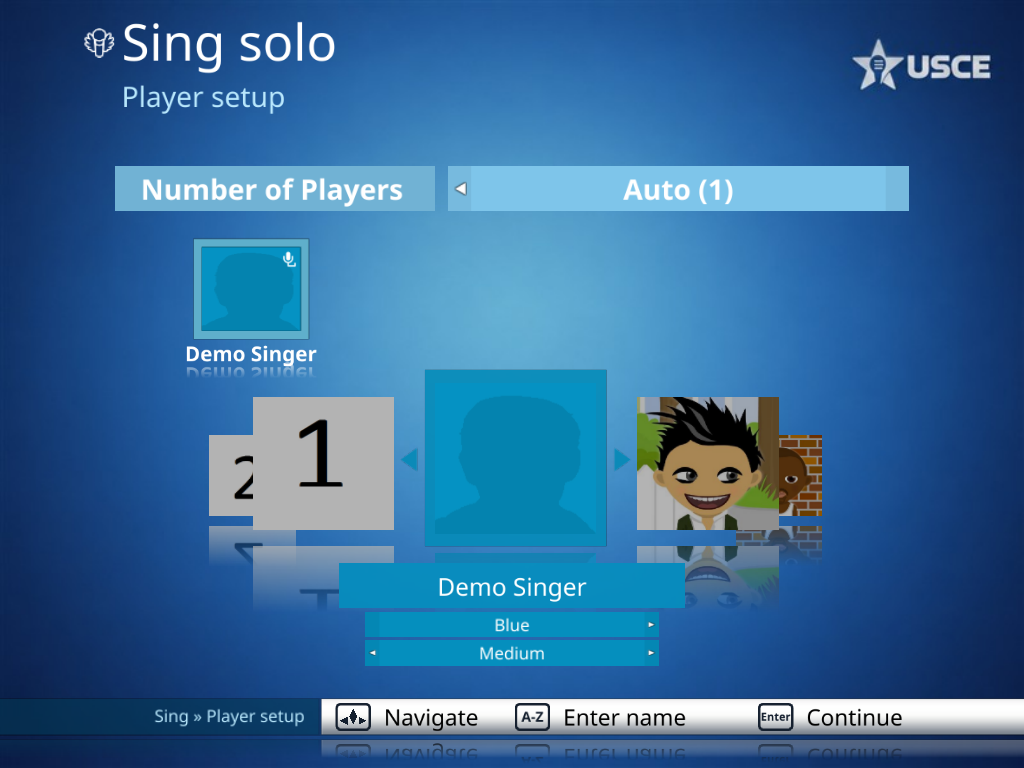 Sing solo
USCE
Player setup
Number of Players
Auto (1)
Demo Singer
2
1
Demo Singer
Blue
Medium
Sing » Player setup
Navigate
A-Z
Enter name
Enter
Continue